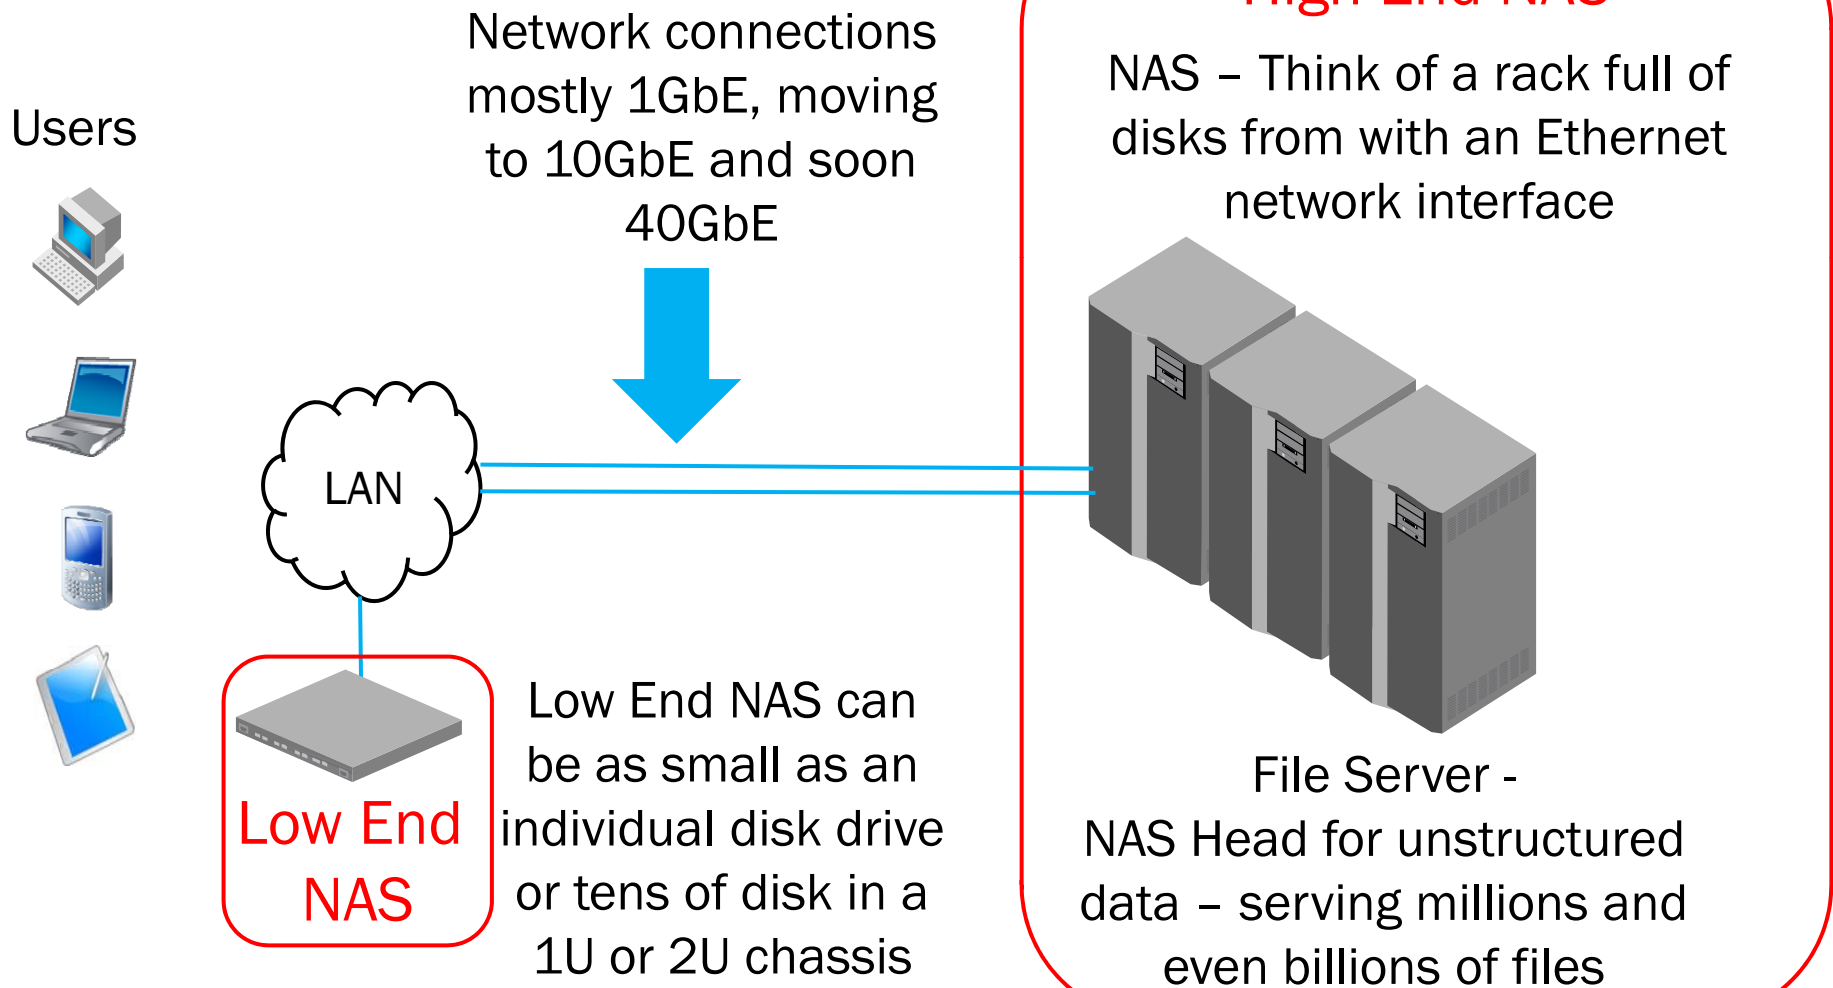 Users
Network connections
mostly 1GbE, moving
to 10GbE and soon
40GbE
High End NAS
NAS – Think of a rack full of
disks from with an Ethernet
network interface
LAN
Low End
NAS
Low End NAS can
be as small as an
individual disk drive
or tens of disk in a
1U or 2U chassis
File Server -
NAS Head for unstructured
data – serving millions and
even billions of files